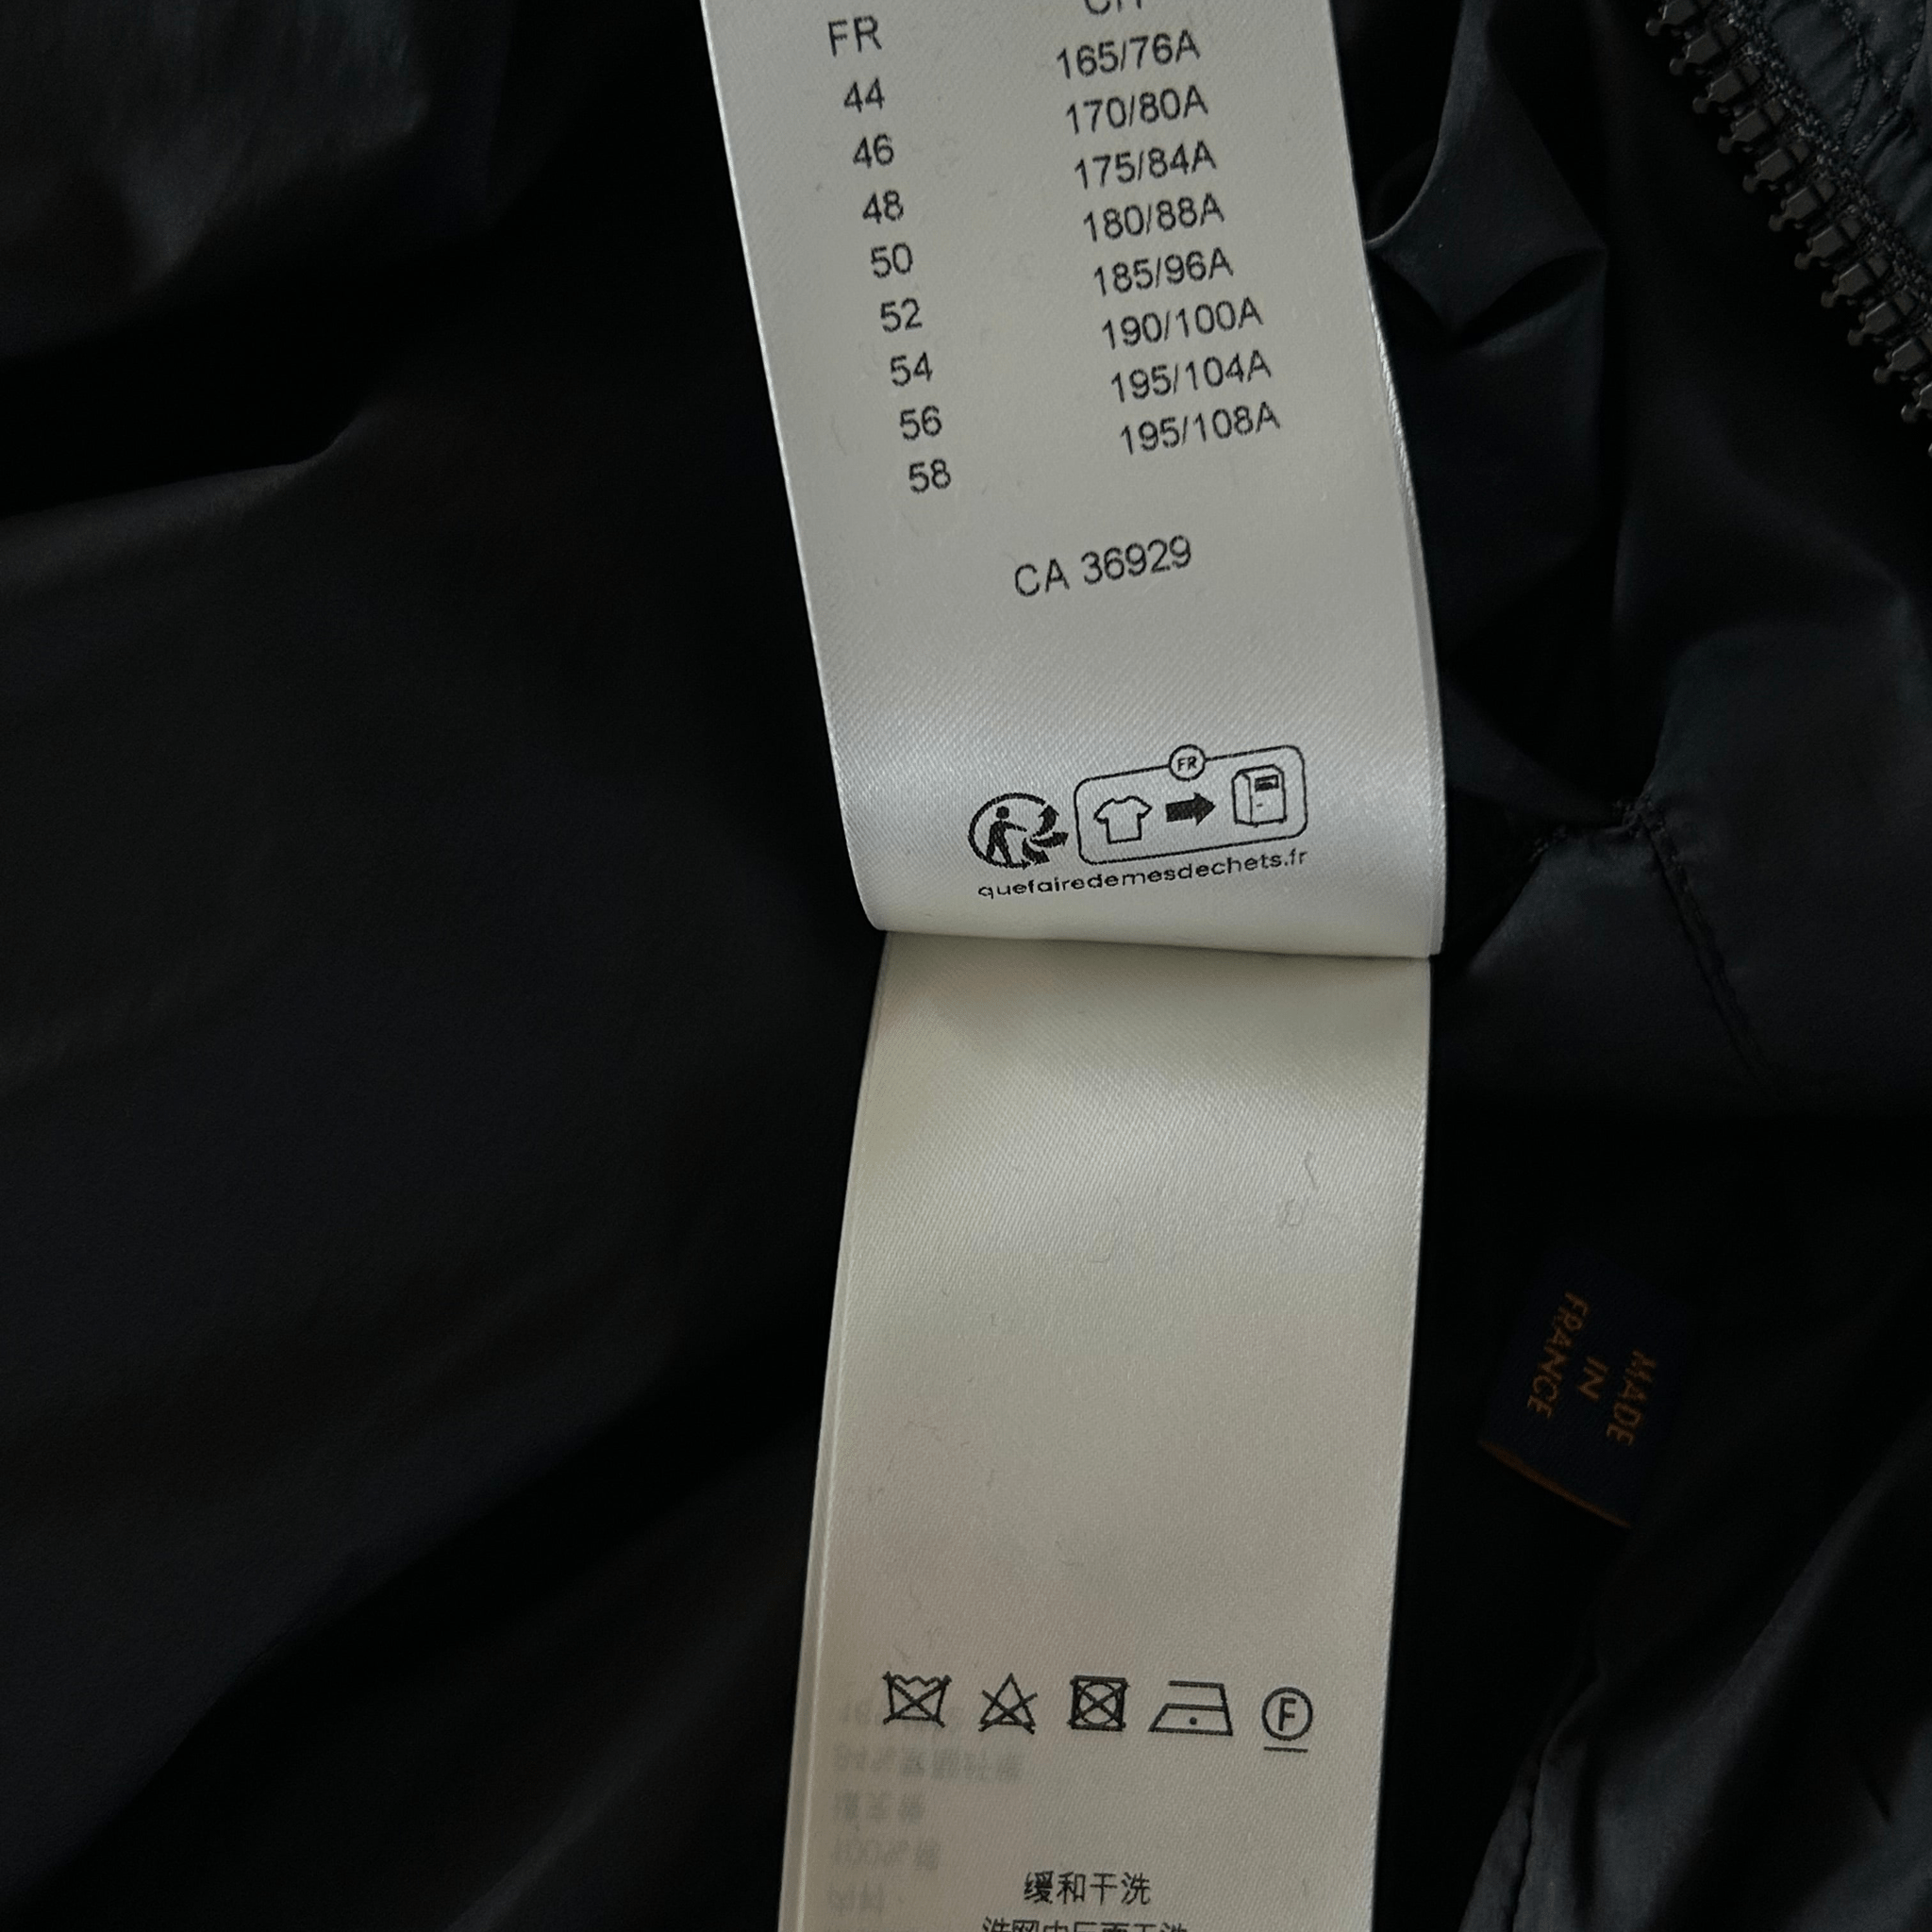 FR
44 165/76A
46 170/80A
48 175/84A
50 180/88A
52 185/96A
54 190/100A
56 195/104A
58 195/108A
CA 36929
FR
quefairedemesdechets.fr
MADE
IN
FRANCE
F
缓和干洗